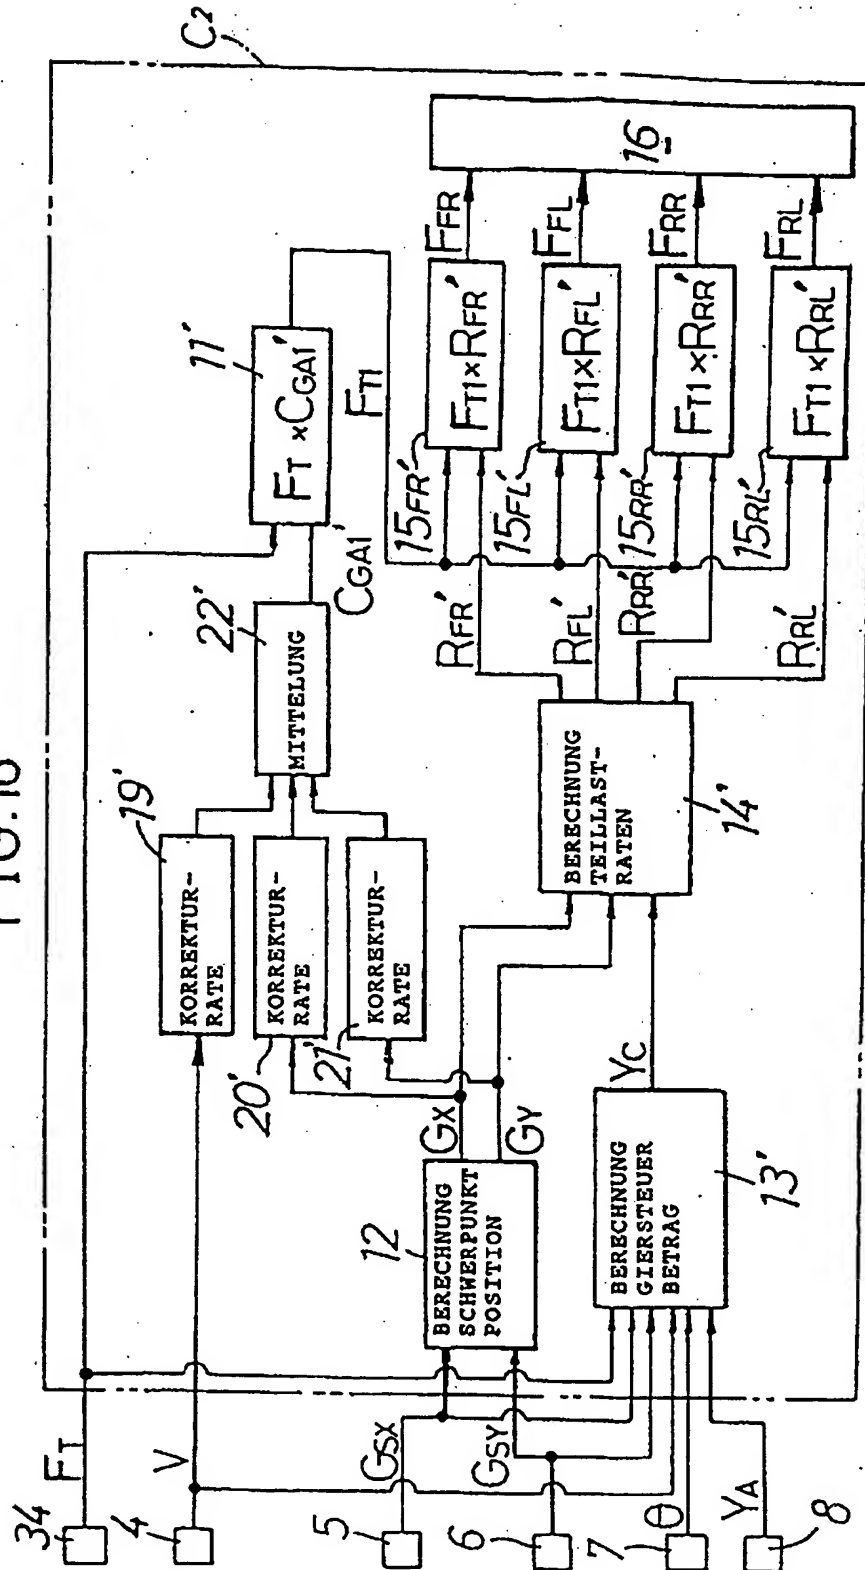 FIG.16
C2
34
FT
4
V
5
GSX
6
GSY
7
θ
8
YA
19'
KORREKTUR-
RATE
20'
KORREKTUR-
RATE
21'
KORREKTUR-
RATE
22'
MITTELUNG
CGA1'
11'
FT ×CGA1'
FT1
12
BERECHNUNG
SCHWERPUNKT
POSITION
GX
GY
13'
BERECHNUNG
GIERSTEUER
BETRAG
YC
14'
BERECHNUNG
TEILLAST-
RATEN
RFR'
RFL'
RRR'
RRL'
15FR'
FT1×RFR'
FFR
15FL'
FT1×RFL'
FFL
15RR'
FT1×RRR'
FRR
15RL'
FT1×RRL'
FRL
16